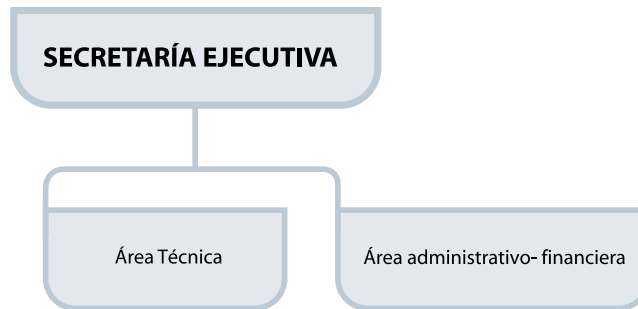 SECRETARÍA EJECUTIVA
Área Técnica
Área administrativo- financiera